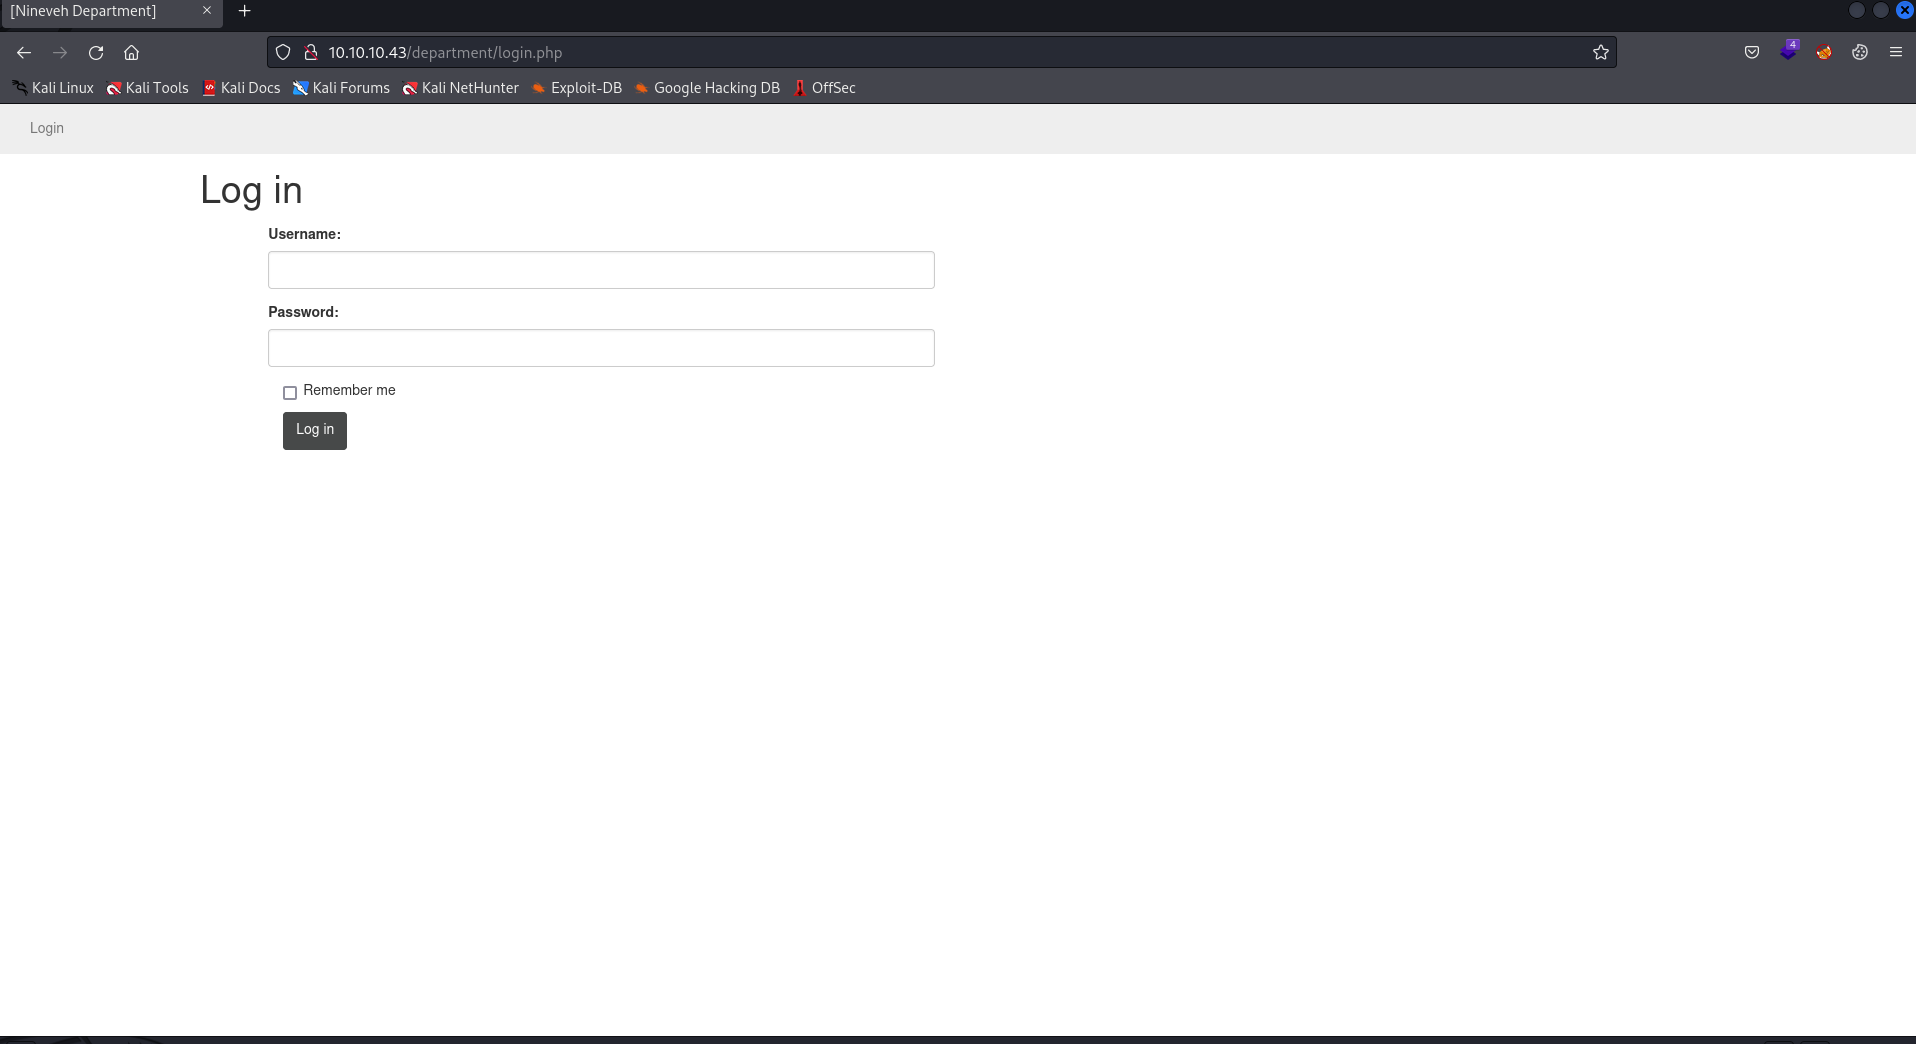 [Nineveh Department]
10.10.10.43/department/login.php
4
Kali Linux Kali Tools Kali Docs Kali Forums Kali NetHunter Exploit-DB Google Hacking DB OffSec
Login
Log in
Username:
Password:
Remember me
Log in